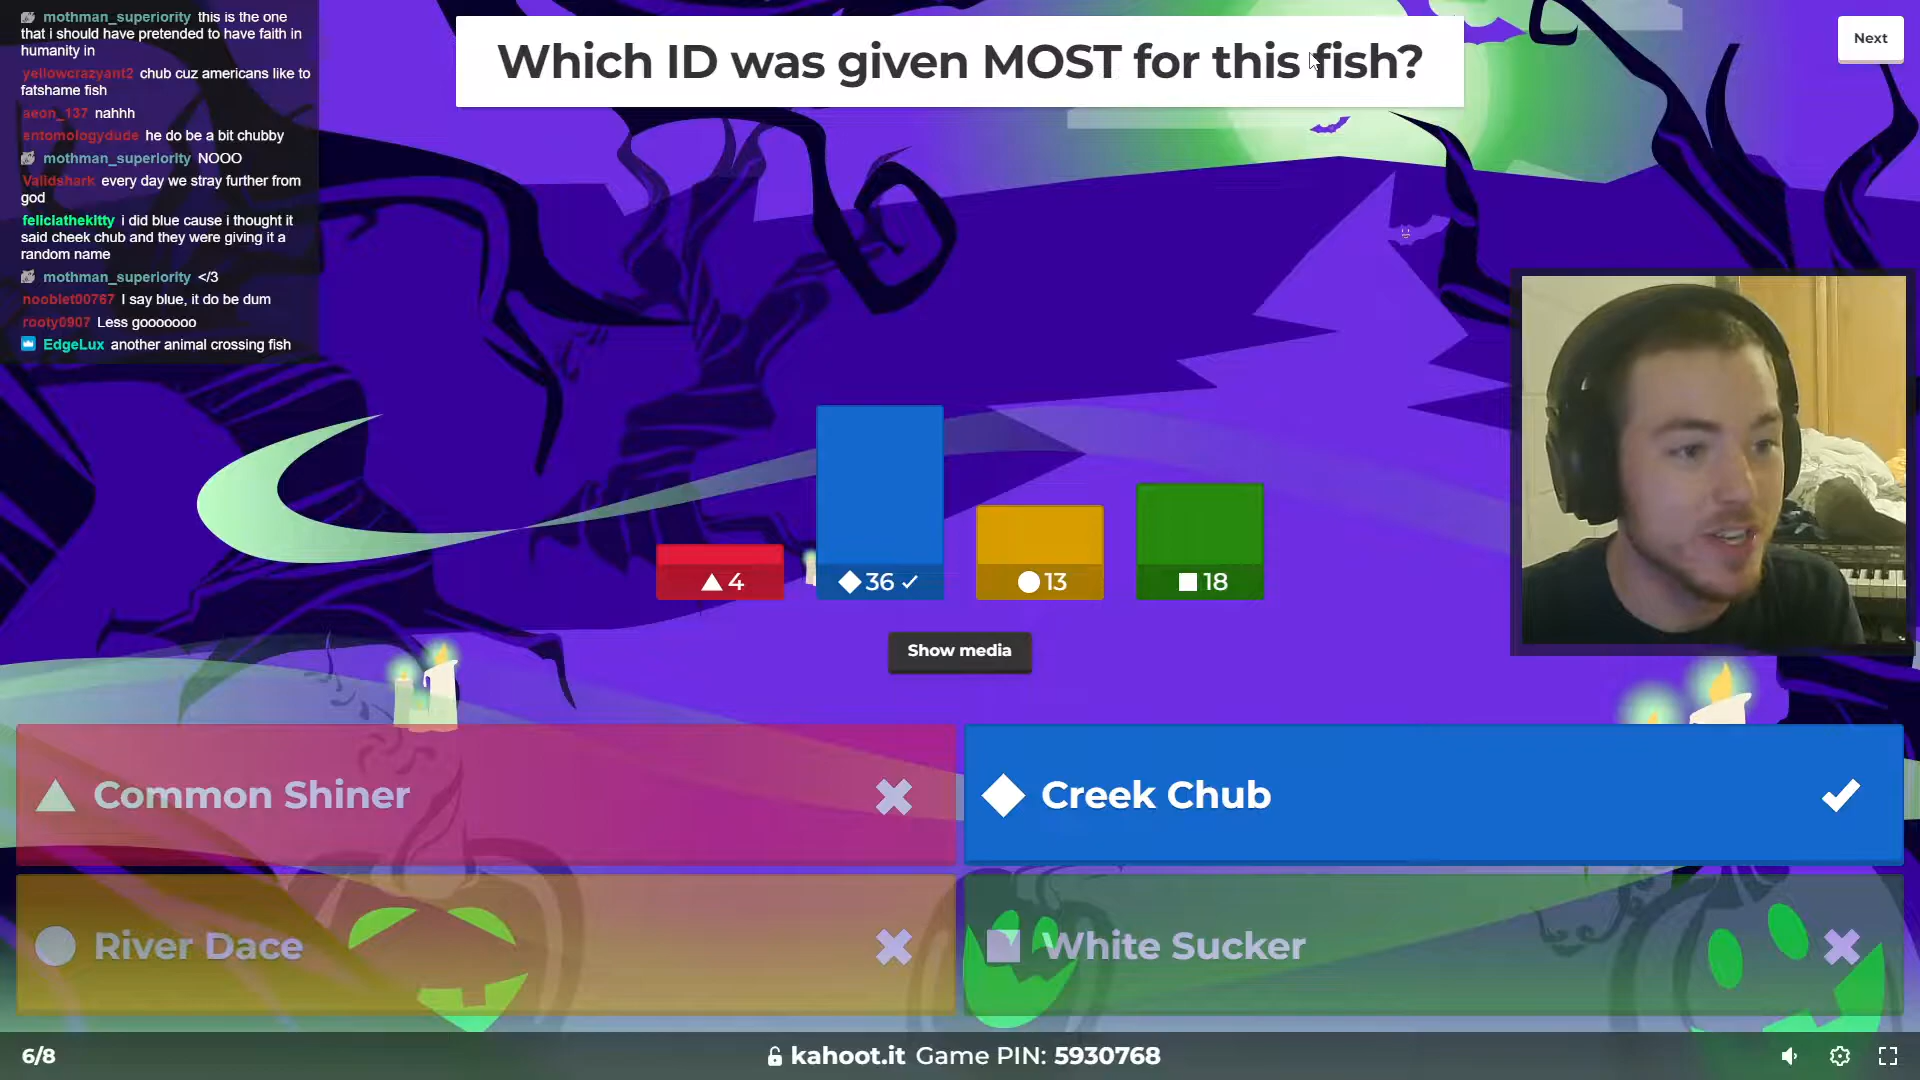 mothman_superiority this is the one
that i should have pretended to have faith in
humanity in
yellowcrazyant2 chub cuz americans like to
fatshame fish
aeon_137 nahhh
entomologydude he do be a bit chubby
mothman_superiority NOOO
Validshark every day we stray further from
god
feliciathekitty i did blue cause i thought it
said cheek chub and they were giving it a
random name
mothman_superiority </3
nooblet00767 I say blue, it do be dum
rooty0907 Less gooooooo
EdgeLux another animal crossing fish
Which ID was given MOST for this fish?
Next
4
36
13
18
Show media
Common Shiner
Creek Chub
River Dace
White Sucker
6/8
kahoot.it Game PIN: 5930768